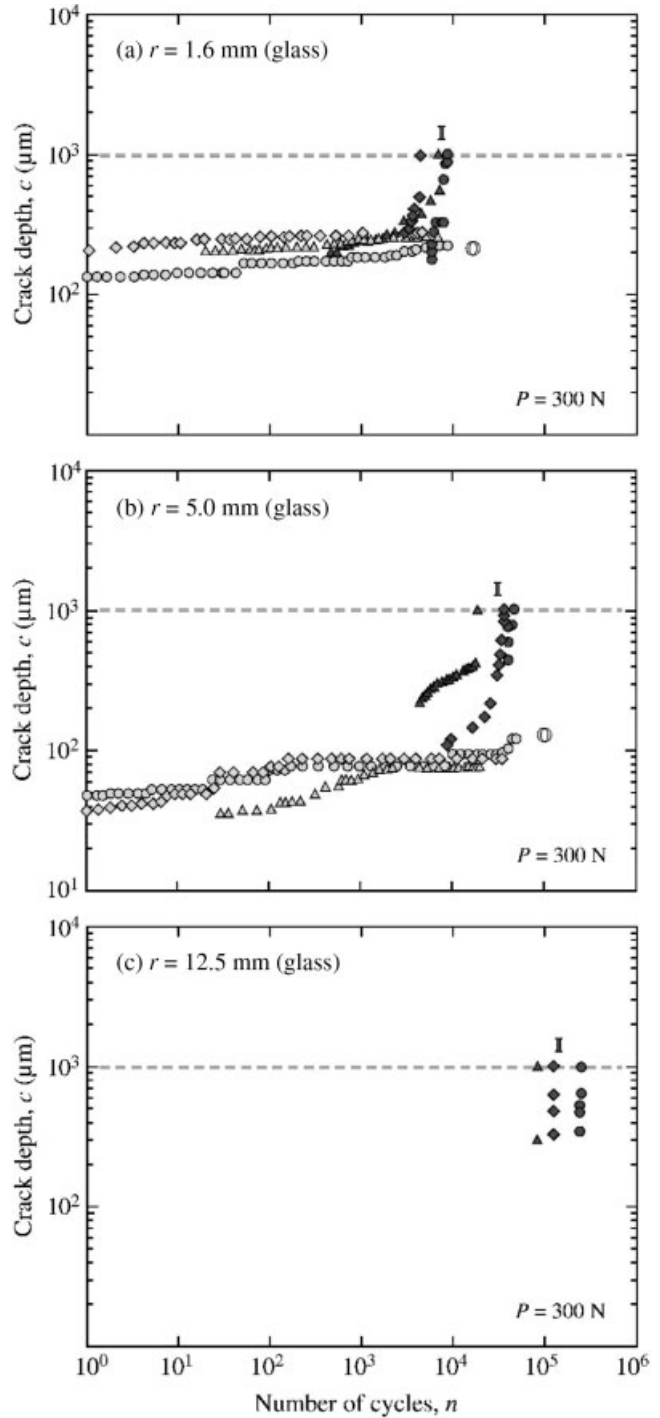 10⁴
(a) r = 1.6 mm (glass)
I
10³
Crack depth, c (µm)
O
10²
P = 300 N
10⁴
(b) r = 5.0 mm (glass)
I
10³
Crack depth, c (µm)
O
10²
P = 300 N
10¹
10⁴
(c) r = 12.5 mm (glass)
I
10³
Crack depth, c (µm)
10²
P = 300 N
10⁰ 10¹ 10² 10³ 10⁴ 10⁵ 10⁶
Number of cycles, n